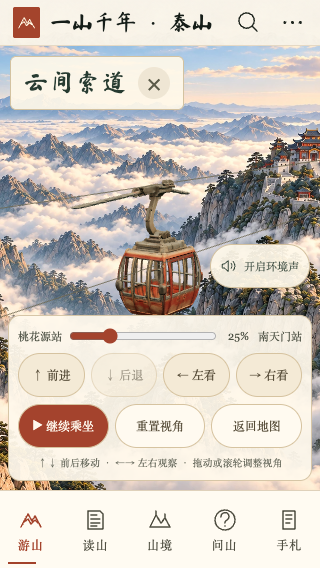 一山千年 · 泰山
云间索道
开启环境声
桃花源站 25% 南天门站
↑ 前进 ↓ 后退 ← 左看 → 右看
继续乘坐 重置视角 返回地图
↑ ↓ 前后移动 · ←→ 左右观察 · 拖动或滚轮调整视角
游山 读山 山境 问山 手札